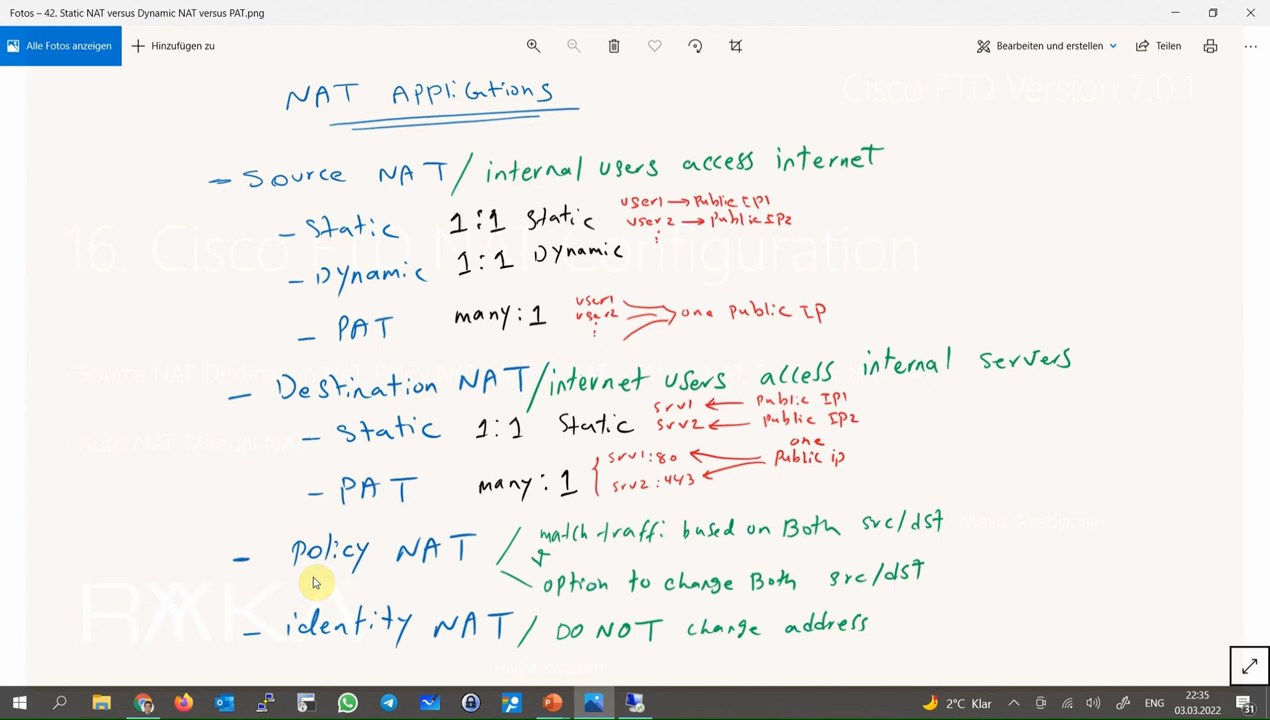 Fotos – 42. Static NAT versus Dynamic NAT versus PAT.png
Alle Fotos anzeigen
Hinzufügen zu
Bearbeiten und erstellen
Teilen
NAT Applications
Cisco FTD Version 7.0.1
- Source NAT / internal users access internet
- Static 1:1 Static user1 → Public IP1
user2 → Public IP2
16. Cisco FTD NAT Configuration
- Dynamic 1:1 Dynamic
- PAT many:1 user1
user2
one Public IP
- Destination NAT / internet users access internal servers
- Static 1:1 Static srv1 ← Public IP1
srv2 ← Public IP2
- PAT many:1 srv1:80
srv2:443
one
Public ip
- Policy NAT / match traffi based on Both src/dst
option to change Both src/dst
RAYKA
- identity NAT / DO NOT change address
rayka-co.com
2°C Klar
ENG
22:35
03.03.2022
31